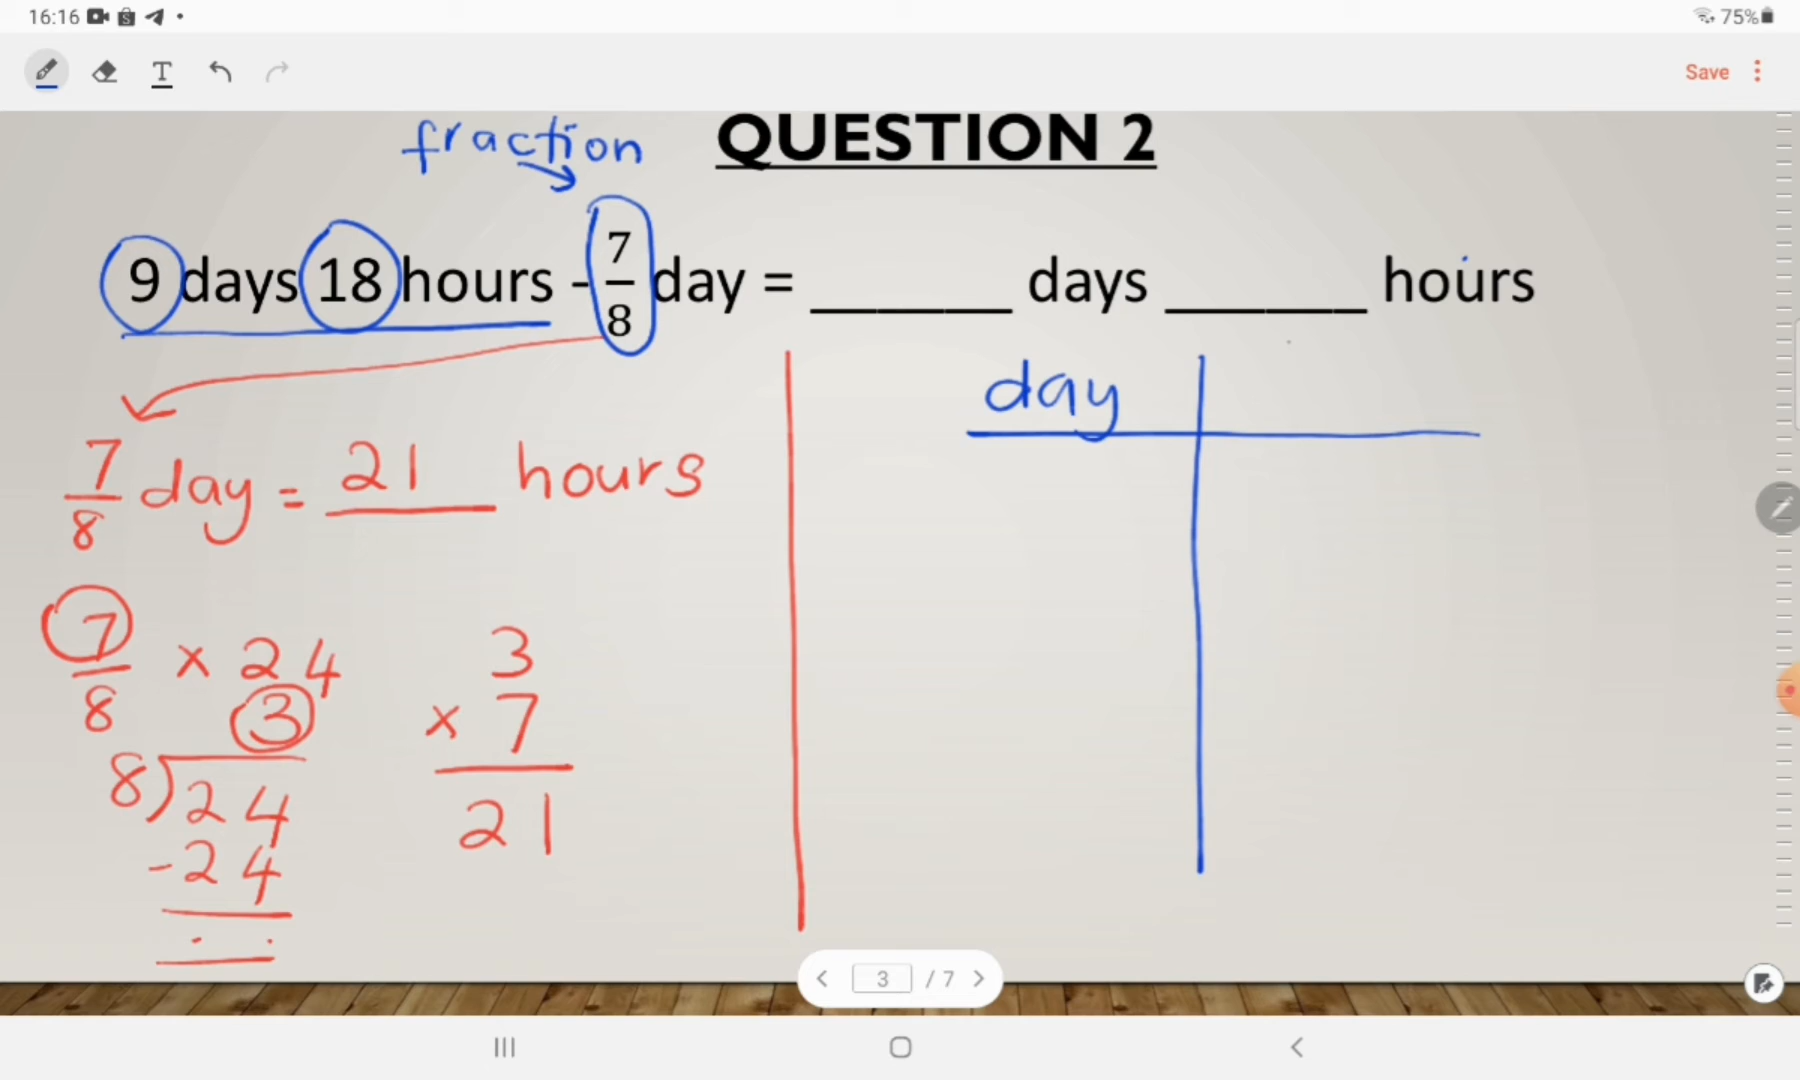 16:16
75%
T
Save
fraction
QUESTION 2
9 days 18 hours - 7/8 day = ______ days ______ hours
day
7/8 day = 21 hours
7/8 × 24
3
8)24
-24
3
× 7
21
3 / 7